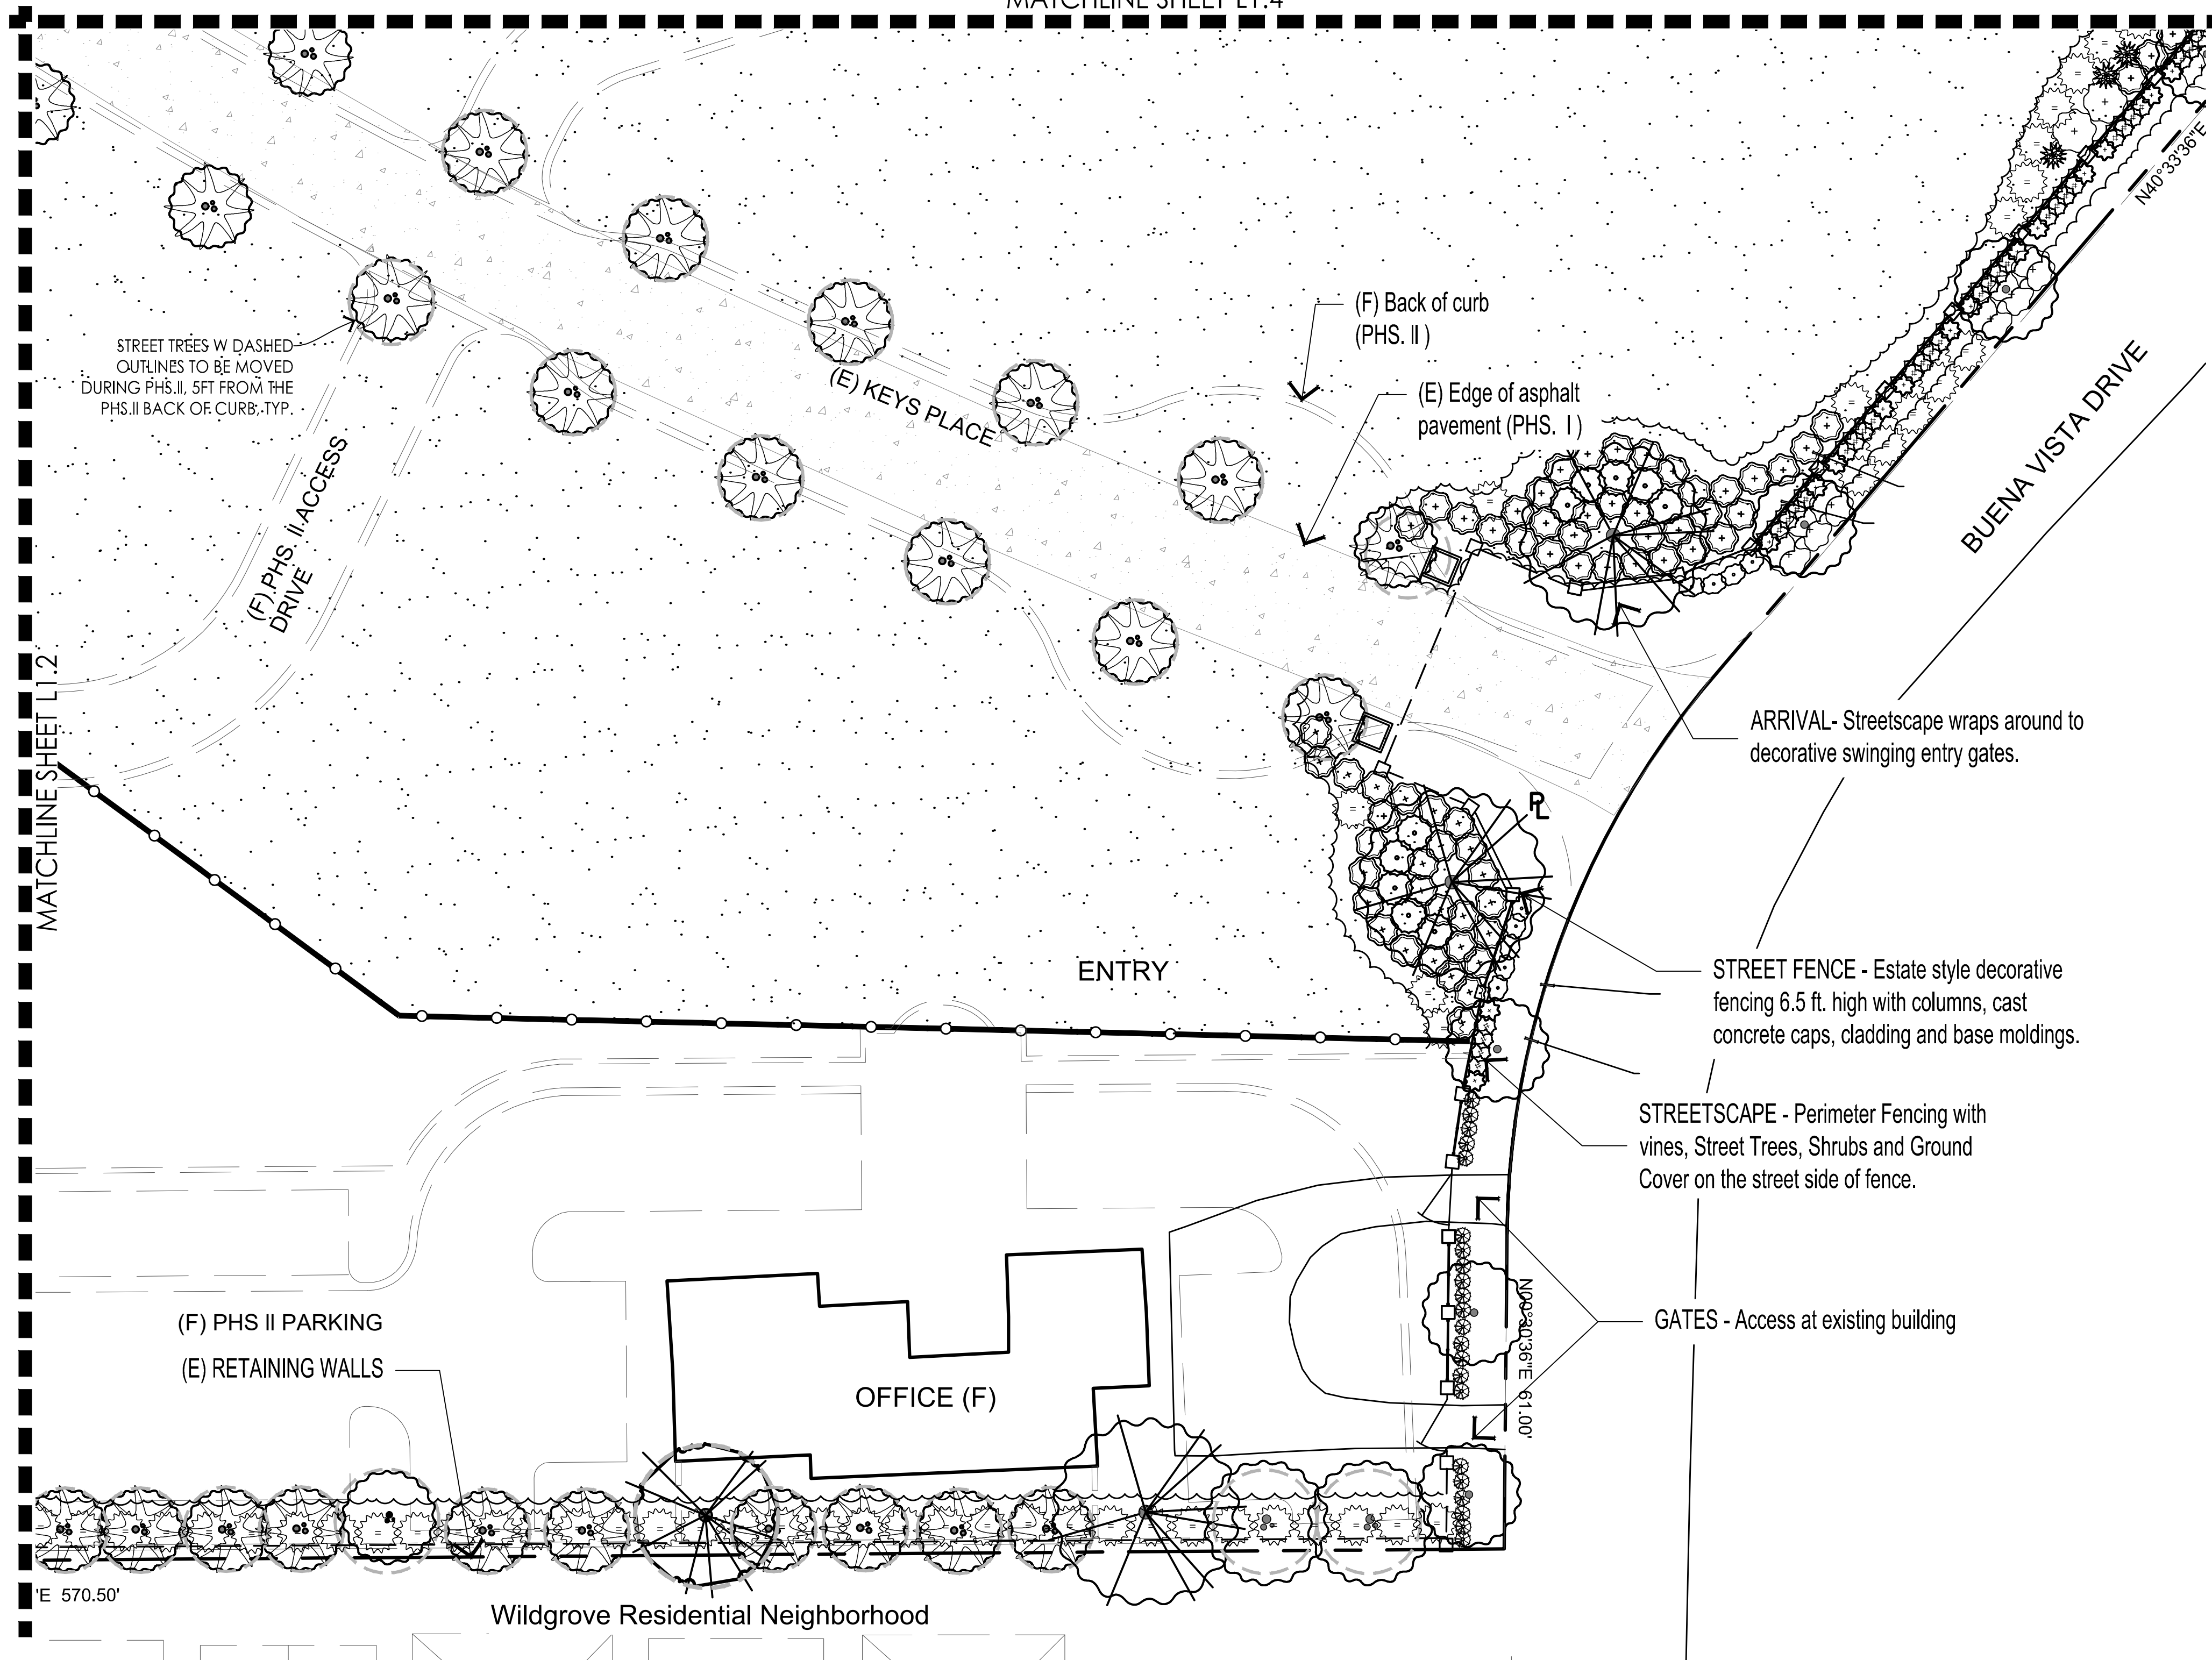 MATCHLINE SHEET L1.4
N40°33'36"E
(F) Back of curb
(PHS. II )
STREET TREES W DASHED
OUTLINES TO BE MOVED
DURING PHS.II, 5FT FROM THE
PHS.II BACK OF CURB, TYP.
(E) KEYS PLACE
(E) Edge of asphalt
pavement (PHS. I )
BUENA VISTA DRIVE
(F) PHS. II ACCESS
DRIVE
MATCHLINE SHEET L1.2
ARRIVAL- Streetscape wraps around to
decorative swinging entry gates.
PL
ENTRY
STREET FENCE - Estate style decorative
fencing 6.5 ft. high with columns, cast
concrete caps, cladding and base moldings.
STREETSCAPE - Perimeter Fencing with
vines, Street Trees, Shrubs and Ground
Cover on the street side of fence.
(F) PHS II PARKING
(E) RETAINING WALLS
OFFICE (F)
N00°30'36"E 61.00'
GATES - Access at existing building
'E 570.50'
Wildgrove Residential Neighborhood